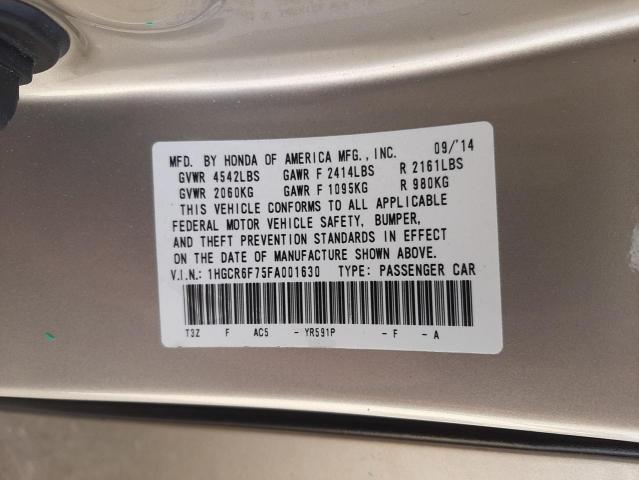 MFD. BY HONDA OF AMERICA MFG., INC. 09/'14
GVWR 4542LBS GAWR F 2414LBS R 2161LBS
GVWR 2060KG GAWR F 1095KG R 980KG
THIS VEHICLE CONFORMS TO ALL APPLICABLE
FEDERAL MOTOR VEHICLE SAFETY, BUMPER,
AND THEFT PREVENTION STANDARDS IN EFFECT
ON THE DATE OF MANUFACTURE SHOWN ABOVE.
V.I.N.: 1HGCR6F75FA001630 TYPE: PASSENGER CAR
T3Z F AC5 - YR591P - F - A